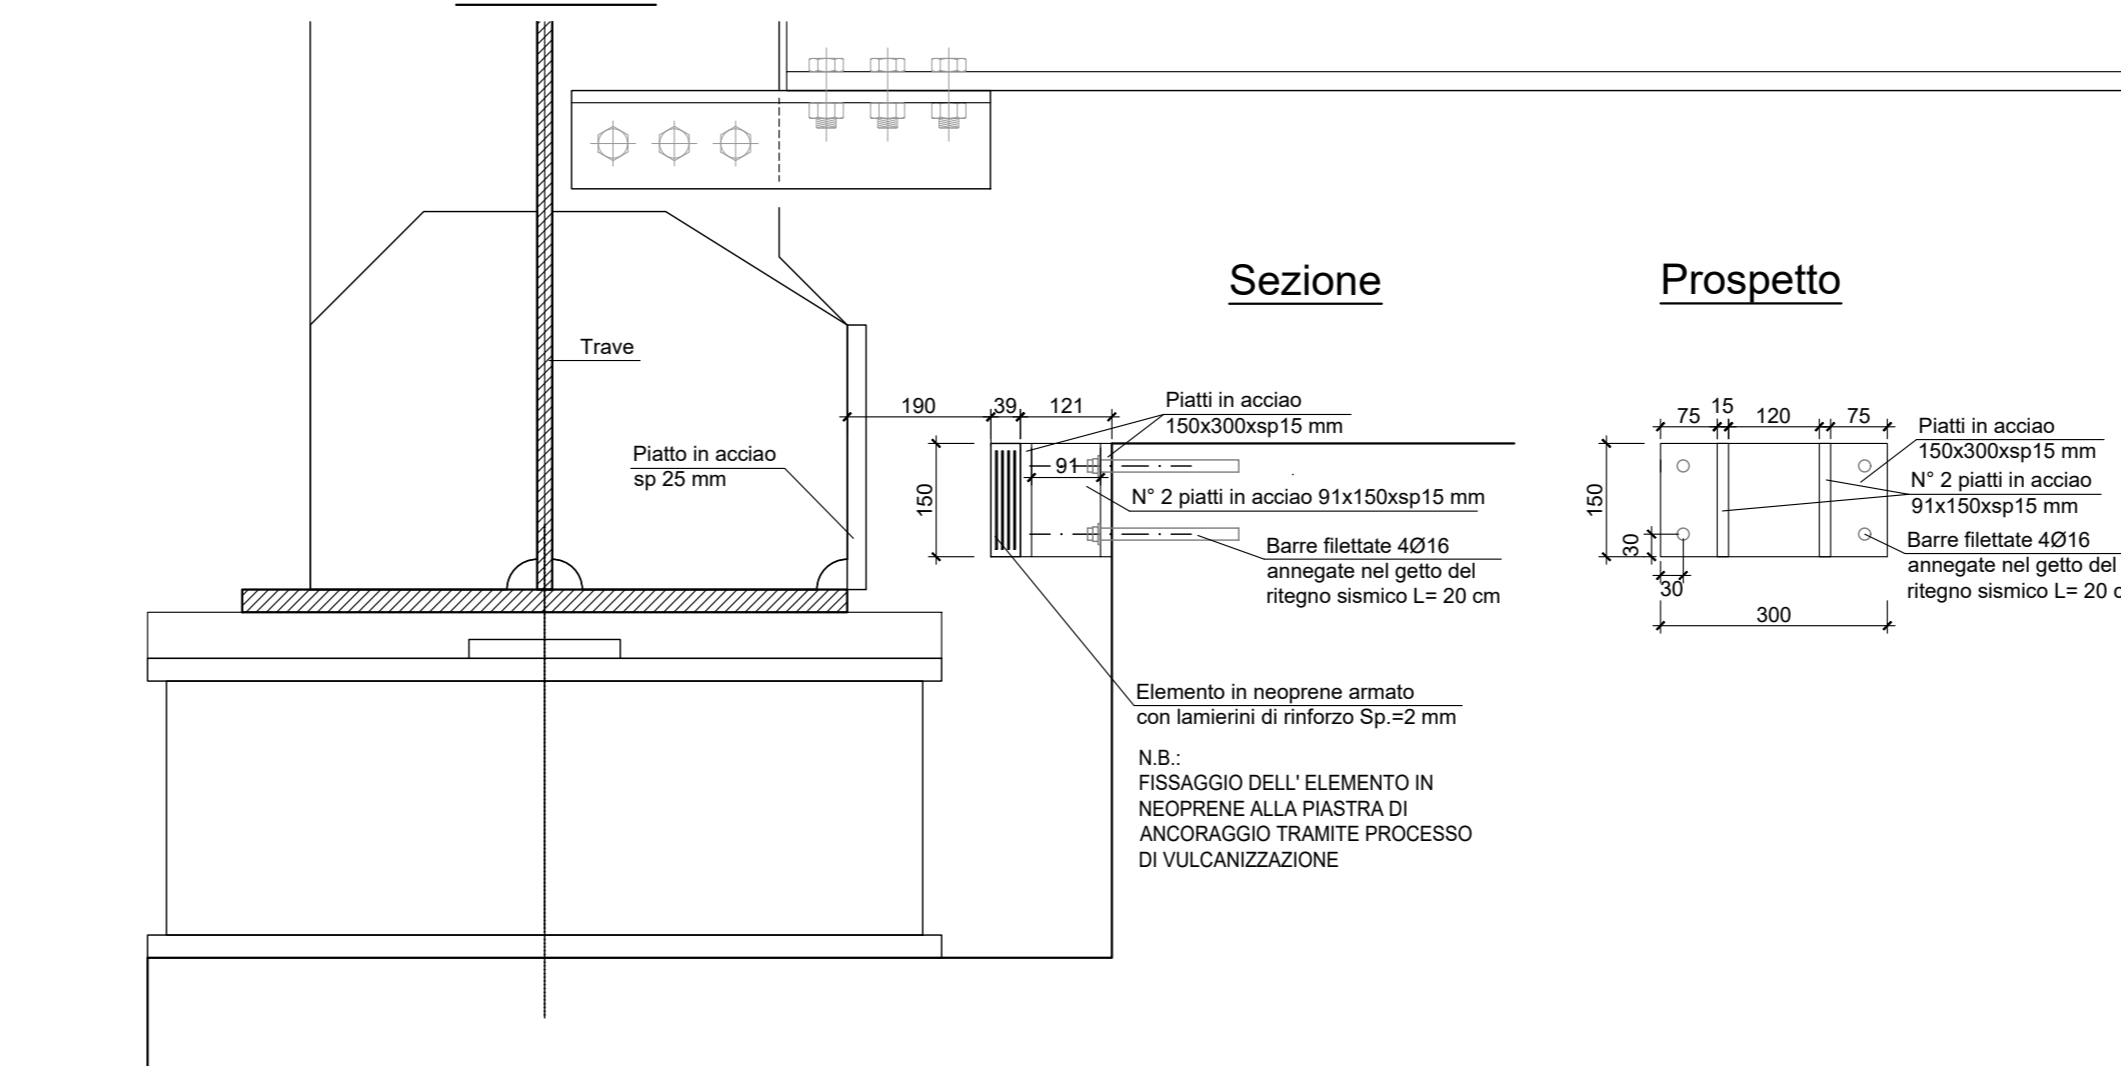 Sezione
Prospetto
Trave
Piatto in acciaio
sp 25 mm
190
39
121
150
91
Piatti in acciao
150x300xsp15 mm
N° 2 piatti in acciao 91x150xsp15 mm
Barre filettate 4Ø16
annegate nel getto del
ritegno sismico L= 20 cm
Elemento in neoprene armato
con lamierini di rinforzo Sp.=2 mm
N.B.:
FISSAGGIO DELL' ELEMENTO IN
NEOPRENE ALLA PIASTRA DI
ANCORAGGIO TRAMITE PROCESSO
DI VULCANIZZAZIONE
75
15
120
75
150
30
30
300
Piatti in acciao
150x300xsp15 mm
N° 2 piatti in acciao
91x150xsp15 mm
Barre filettate 4Ø16
annegate nel getto del
ritegno sismico L= 20 c